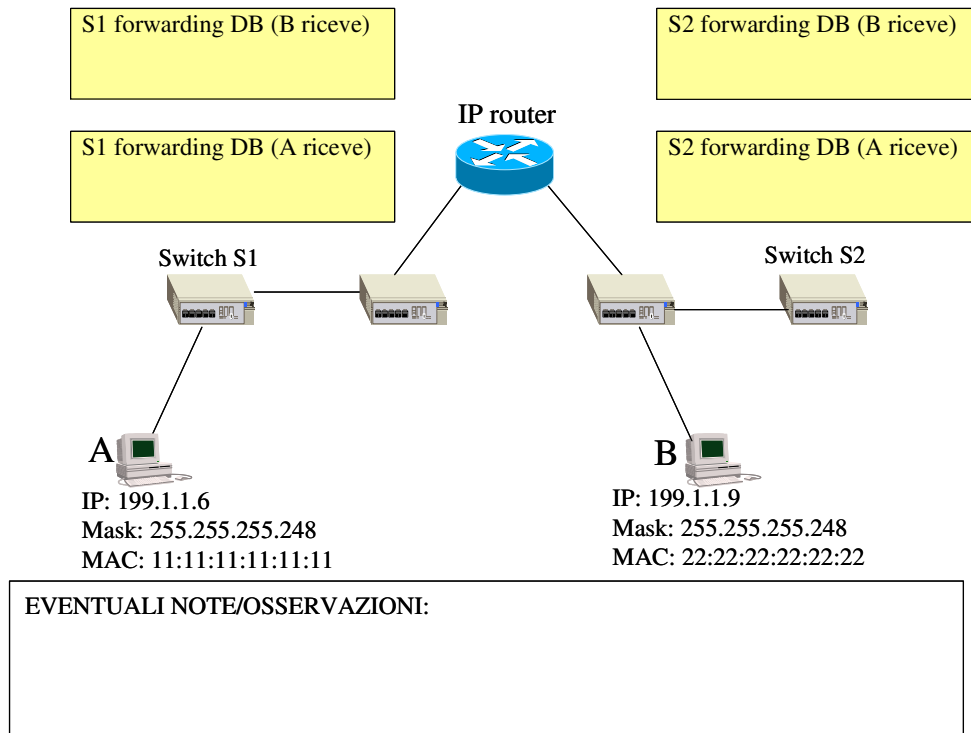 S1 forwarding DB (B riceve)
S2 forwarding DB (B riceve)
IP router
S1 forwarding DB (A riceve)
S2 forwarding DB (A riceve)
Switch S1
Switch S2
A
IP: 199.1.1.6
Mask: 255.255.255.248
MAC: 11:11:11:11:11:11
B
IP: 199.1.1.9
Mask: 255.255.255.248
MAC: 22:22:22:22:22:22
EVENTUALI NOTE/OSSERVAZIONI: